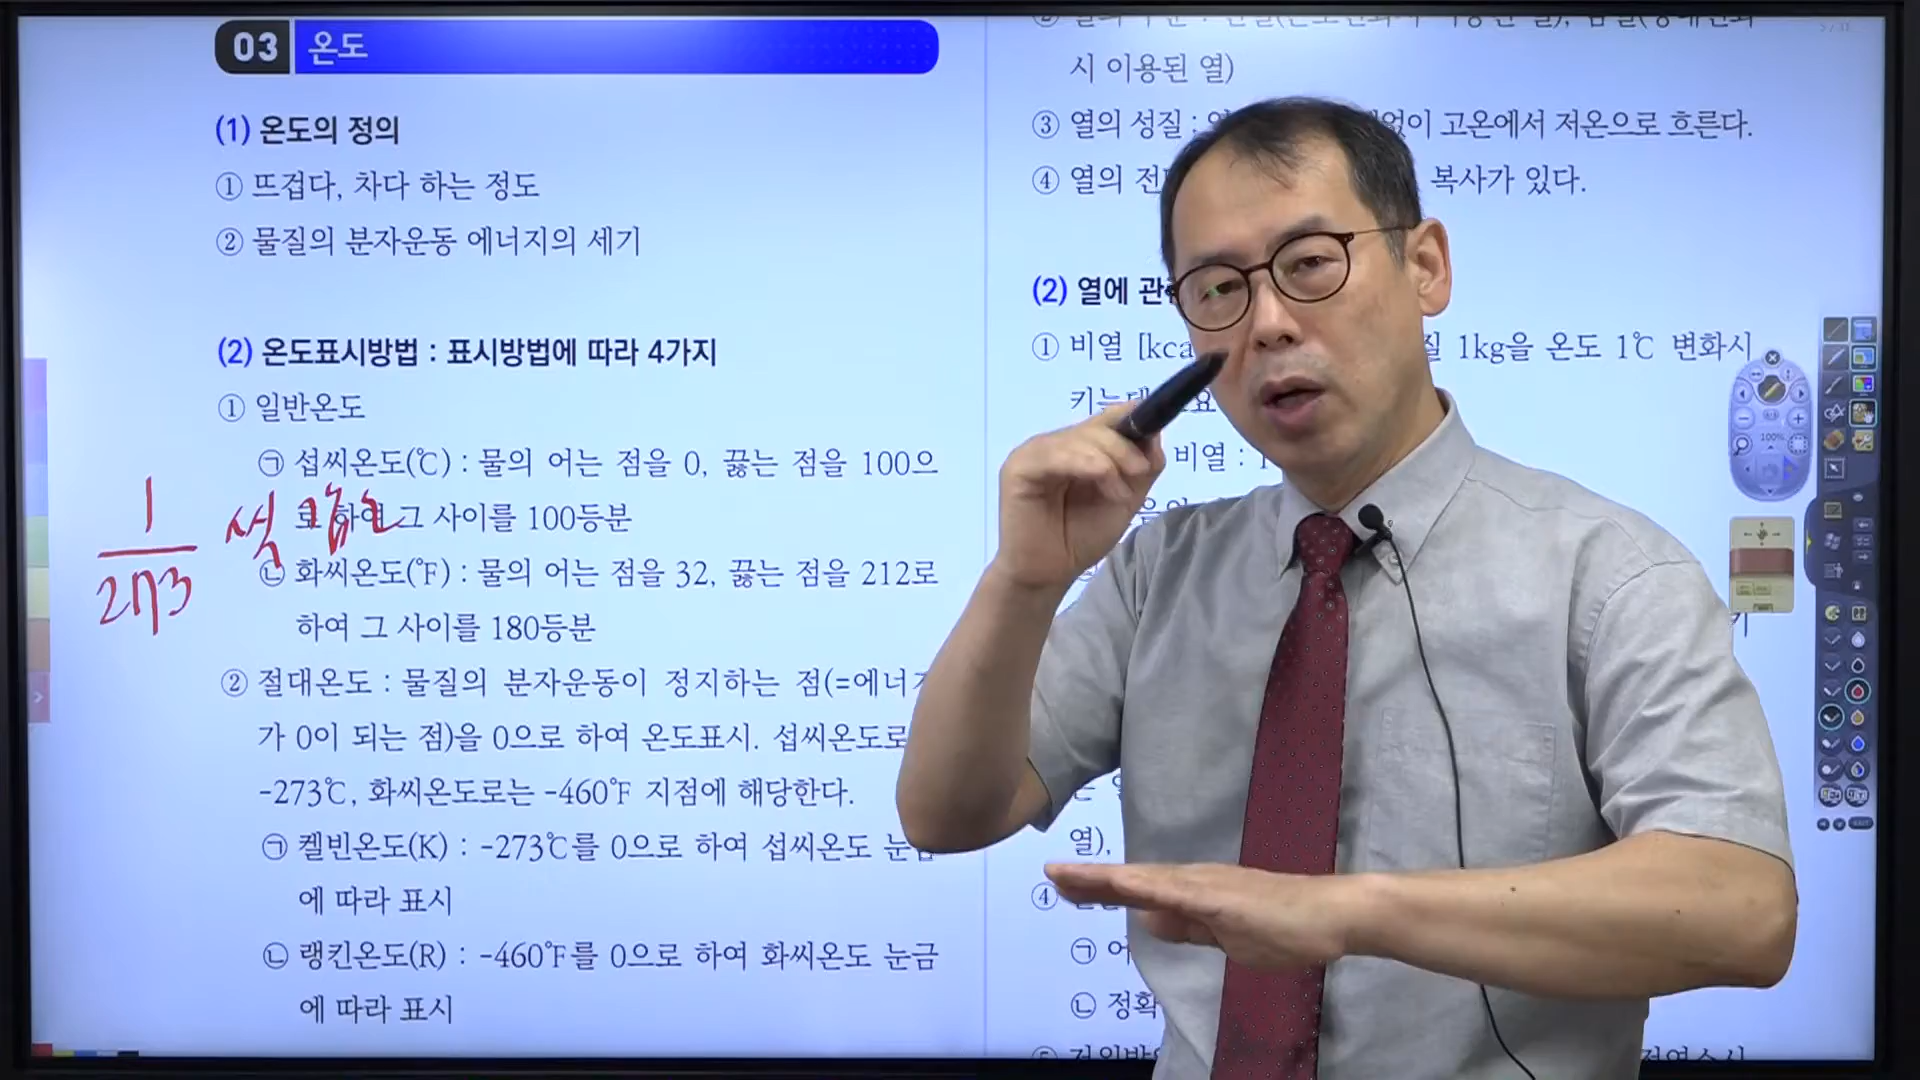 03 온도
(1) 온도의 정의
① 뜨겁다, 차다 하는 정도
② 물질의 분자운동 에너지의 세기
(2) 온도표시방법 : 표시방법에 따라 4가지
① 일반온도
㉠ 섭씨온도(℃) : 물의 어는 점을 0, 끓는 점을 100으
로 하여 그 사이를 100등분
㉡ 화씨온도(℉) : 물의 어는 점을 32, 끓는 점을 212로
하여 그 사이를 180등분
② 절대온도 : 물질의 분자운동이 정지하는 점(=에너지
가 0이 되는 점)을 0으로 하여 온도표시. 섭씨온도로
-273℃, 화씨온도로는 -460℉ 지점에 해당한다.
㉠ 켈빈온도(K) : -273℃를 0으로 하여 섭씨온도 눈금
에 따라 표시
㉡ 랭킨온도(R) : -460℉를 0으로 하여 화씨온도 눈금
에 따라 표시
1
273
시 이용된 열)
③ 열의 성질 : 없이 고온에서 저온으로 흐른다.
④ 열의 전 복사가 있다.
(2) 열에 관
① 비열 [kca 질 1kg을 온도 1℃ 변화시
키는데
비열 : 1
열),
④
㉠ 어
㉡ 정확
100%